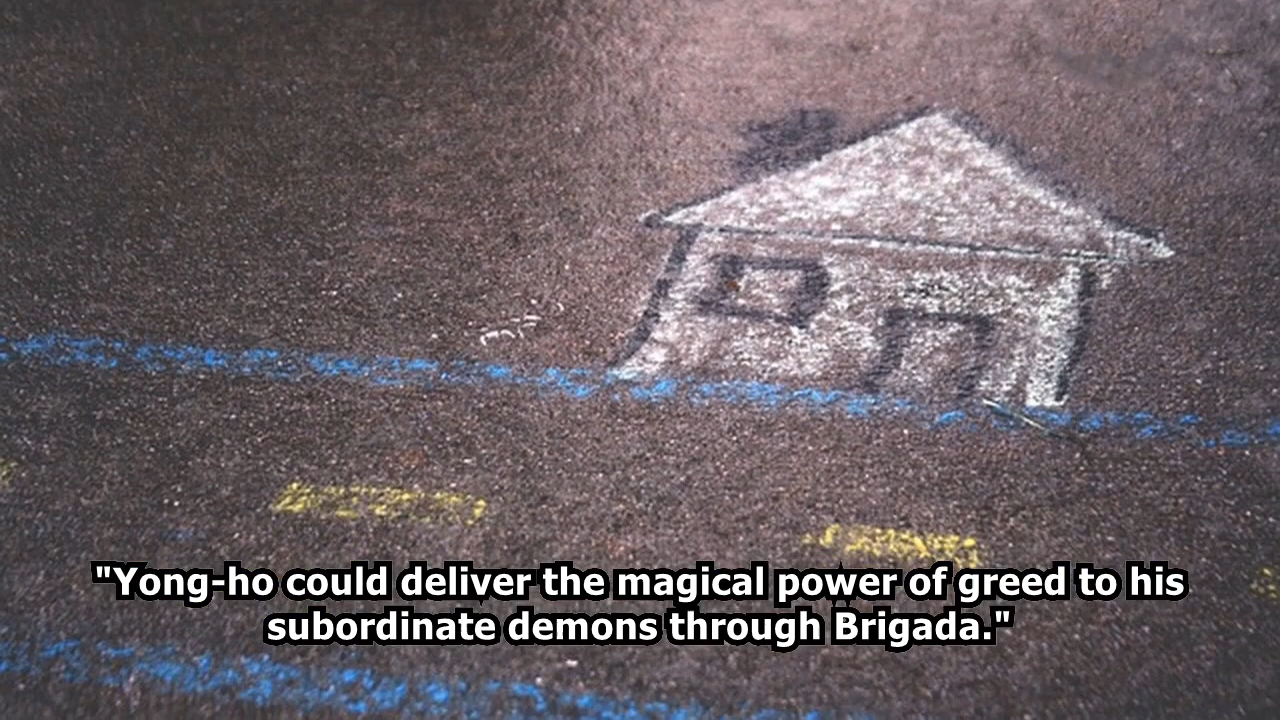 "Yong-ho could deliver the magical power of greed to his
subordinate demons through Brigada."